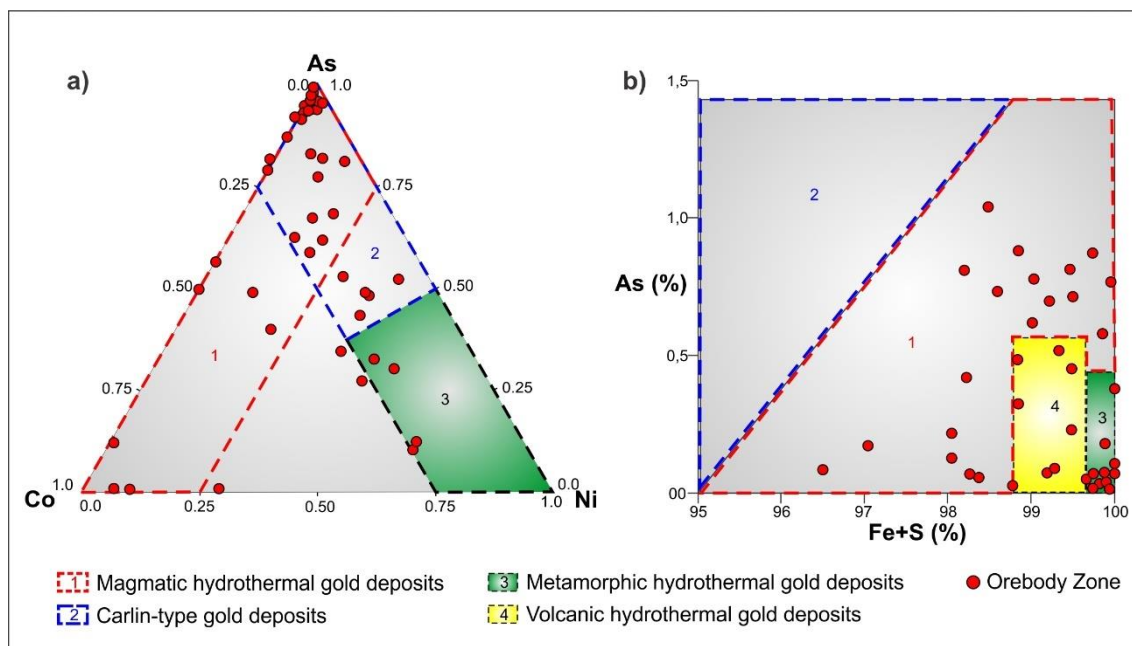 a)
As
0.0 1.0
0.25
0.75
2
0.50
0.50
1
0.75
3
0.25
1.0
0.0
Co
0.0
0.25
0.50
0.75
1.0
Ni
b)
1,5
2
1,0
As (%)
1
0,5
4
3
00
95 96 97 98 99 100
Fe+S (%)
1 Magmatic hydrothermal gold deposits
3 Metamorphic hydrothermal gold deposits
Orebody Zone
2 Carlin-type gold deposits
4 Volcanic hydrothermal gold deposits